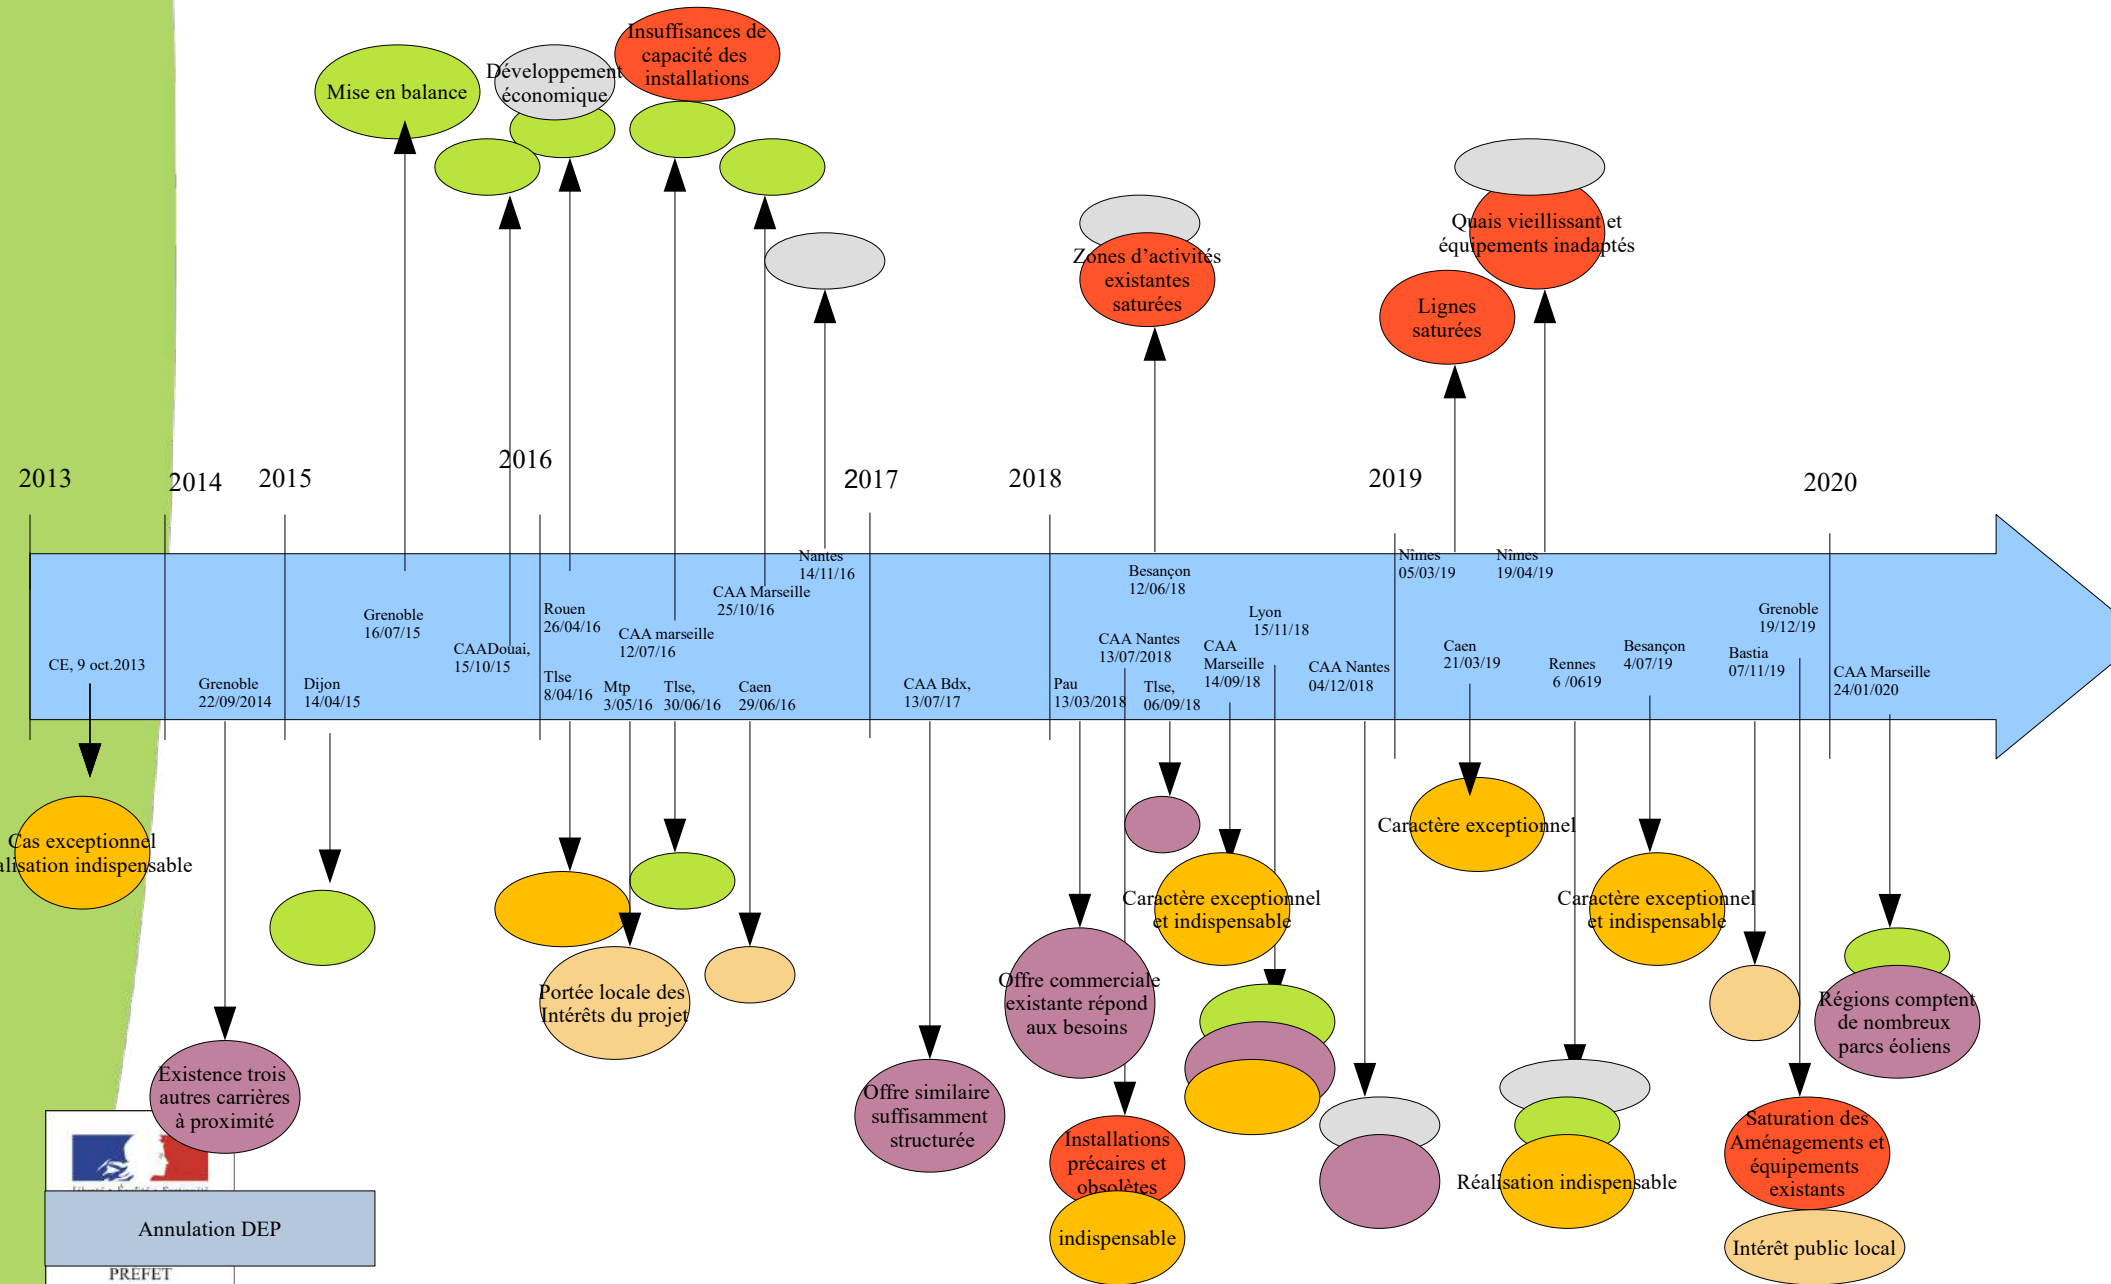 Insuffisances de
capacité des
installations
Développement
économique
Mise en balance
Quais vieillissant et
équipements inadaptés
Zones d'activités
existantes
saturées
Lignes
saturées
2013
2014
2015
2016
2017
2018
2019
2020
CE, 9 oct.2013
Grenoble
22/09/2014
Dijon
14/04/15
Grenoble
16/07/15
CAADouai,
15/10/15
Rouen
26/04/16
Tlse
8/04/16
Mtp
3/05/16
CAA marseille
12/07/16
Tlse,
30/06/16
CAA Marseille
25/10/16
Caen
29/06/16
Nantes
14/11/16
CAA Bdx,
13/07/17
Pau
13/03/2018
CAA Nantes
13/07/2018
Besançon
12/06/18
Tlse,
06/09/18
CAA
Marseille
14/09/18
Lyon
15/11/18
CAA Nantes
04/12/018
Nîmes
05/03/19
Caen
21/03/19
Nîmes
19/04/19
Rennes
6 /0619
Besançon
4/07/19
Bastia
07/11/19
Grenoble
19/12/19
CAA Marseille
24/01/020
Cas exceptionnel
alisation indispensable
Caractère exceptionnel
Caractère exceptionnel
et indispensable
Caractère exceptionnel
et indispensable
Portée locale des
Intérêts du projet
Offre commerciale
existante répond
aux besoins
Régions comptent
de nombreux
parcs éoliens
Existence trois
autres carrières
à proximité
Offre similaire
suffisamment
structurée
Installations
précaires et
obsolètes
indispensable
Réalisation indispensable
Saturation des
Aménagements et
équipements
existants
Intérêt public local
Annulation DEP
PREFET